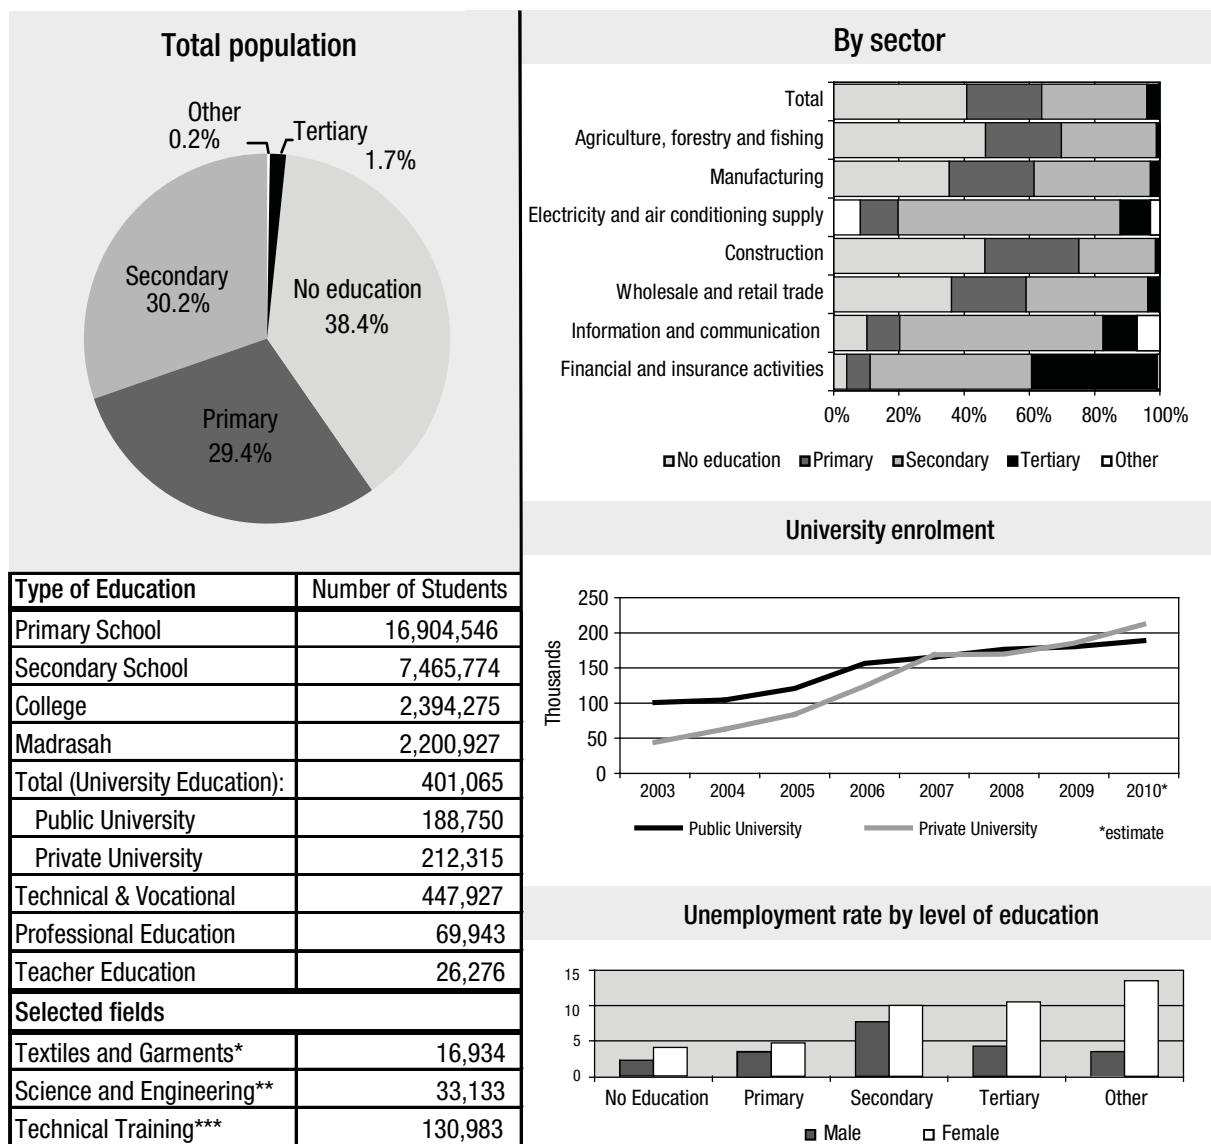 Total population
Other
0.2%
Tertiary
1.7%
Secondary
30.2%
No education
38.4%
Primary
29.4%
Type of Education Number of Students
Primary School 16,904,546
Secondary School 7,465,774
College 2,394,275
Madrasah 2,200,927
Total (University Education): 401,065
Public University 188,750
Private University 212,315
Technical & Vocational 447,927
Professional Education 69,943
Teacher Education 26,276
Selected fields
Textiles and Garments* 16,934
Science and Engineering** 33,133
Technical Training*** 130,983
By sector
Total
Agriculture, forestry and fishing
Manufacturing
Electricity and air conditioning supply
Construction
Wholesale and retail trade
Information and communication
Financial and insurance activities
0% 20% 40% 60% 80% 100%
No education Primary Secondary Tertiary Other
University enrolment
Thousands
250
200
150
100
50
0
2003 2004 2005 2006 2007 2008 2009 2010*
Public University Private University *estimate
Unemployment rate by level of education
15
10
5
0
No Education Primary Secondary Tertiary Other
Male Female